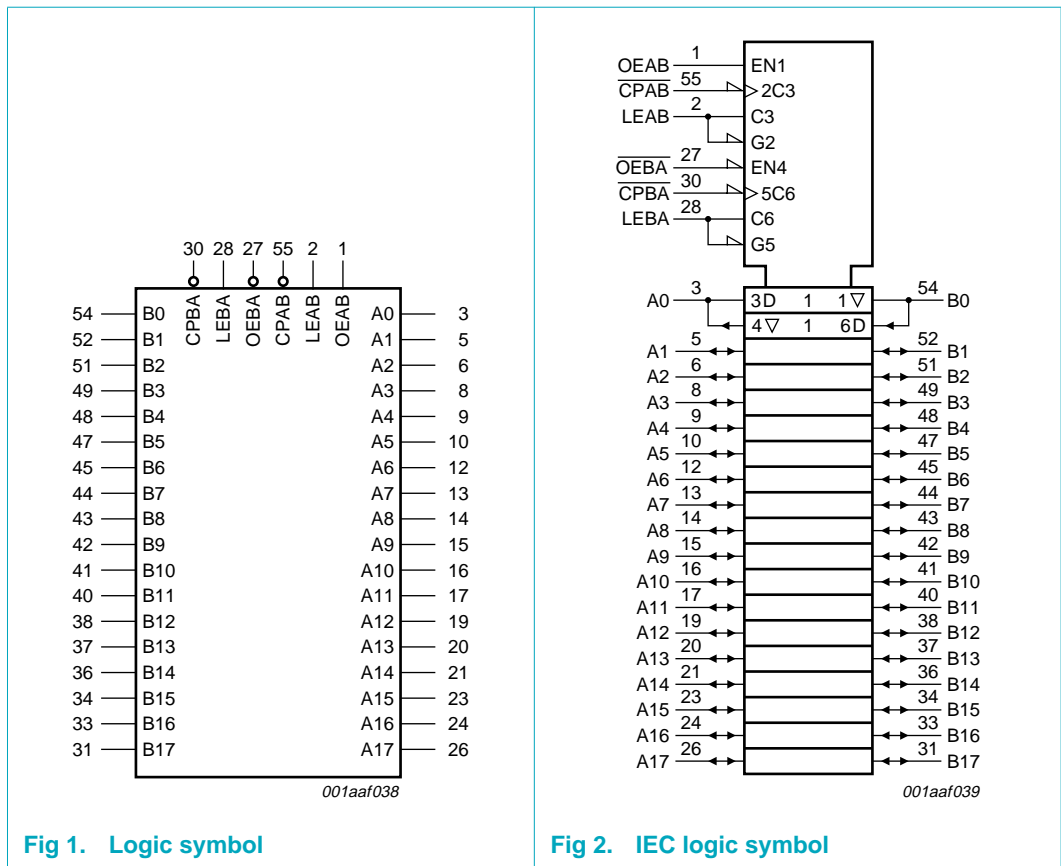 30 28 27 55 2 1
CPBA LEBA OEBA CPAB LEAB OEAB
54 B0 A0 3
52 B1 A1 5
51 B2 A2 6
49 B3 A3 8
48 B4 A4 9
47 B5 A5 10
45 B6 A6 12
44 B7 A7 13
43 B8 A8 14
42 B9 A9 15
41 B10 A10 16
40 B11 A11 17
38 B12 A12 19
37 B13 A13 20
36 B14 A14 21
34 B15 A15 23
33 B16 A16 24
31 B17 A17 26
001aaf038
Fig 1. Logic symbol
OEAB 1 EN1
C̅P̅A̅B̅ 55 2C3
LEAB 2 C3
G2
O̅E̅B̅A̅ 27 EN4
C̅P̅B̅A̅ 30 5C6
LEBA 28 C6
G5
A0 3 3D 1 1▽ 54 B0
4▽ 1 6D
A1 5 52 B1
A2 6 51 B2
A3 8 49 B3
A4 9 48 B4
A5 10 47 B5
A6 12 45 B6
A7 13 44 B7
A8 14 43 B8
A9 15 42 B9
A10 16 41 B10
A11 17 40 B11
A12 19 38 B12
A13 20 37 B13
A14 21 36 B14
A15 23 34 B15
A16 24 33 B16
A17 26 31 B17
001aaf039
Fig 2. IEC logic symbol